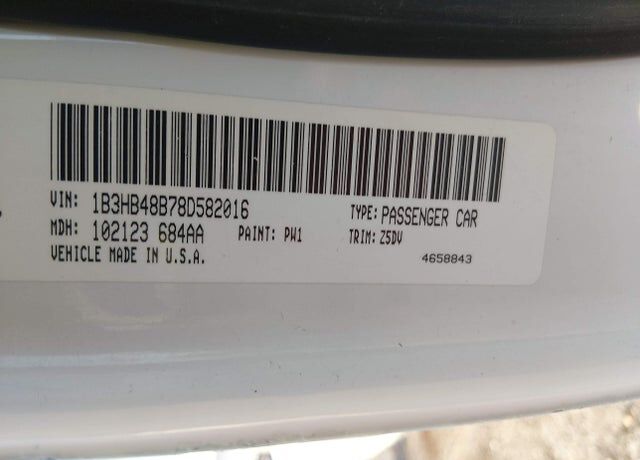 VIN: 1B3HB48B78D582016 TYPE: PASSENGER CAR
MDH: 102123 684AA PAINT: PW1 TRIM: Z5DV
VEHICLE MADE IN U.S.A. 4658843